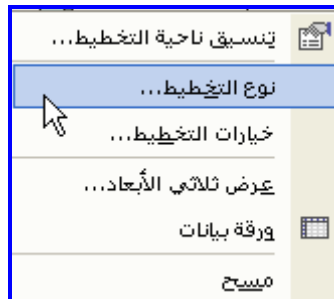 تنسيق ناحية التخطيط...
نوع التخطيط...
خيارات التخطيط...
عرض ثلاثي الأبعاد...
ورقة بيانات
مسح